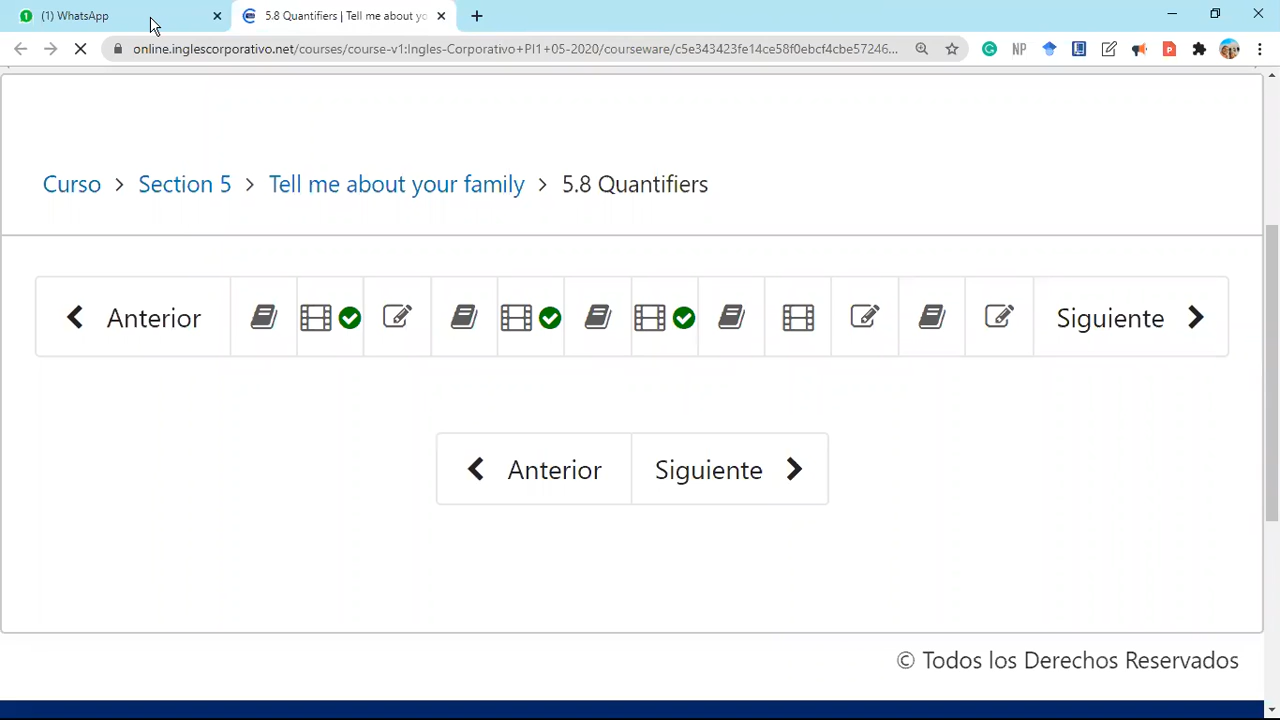 (1) WhatsApp
5.8 Quantifiers | Tell me about yo
online.inglescorporativo.net/courses/course-v1:Ingles-Corporativo+PI1+05-2020/courseware/c5e343423fe14ce58f0ebcf4cbe57246...
NP
Curso > Section 5 > Tell me about your family > 5.8 Quantifiers
Anterior
Siguiente
Anterior
Siguiente
© Todos los Derechos Reservados